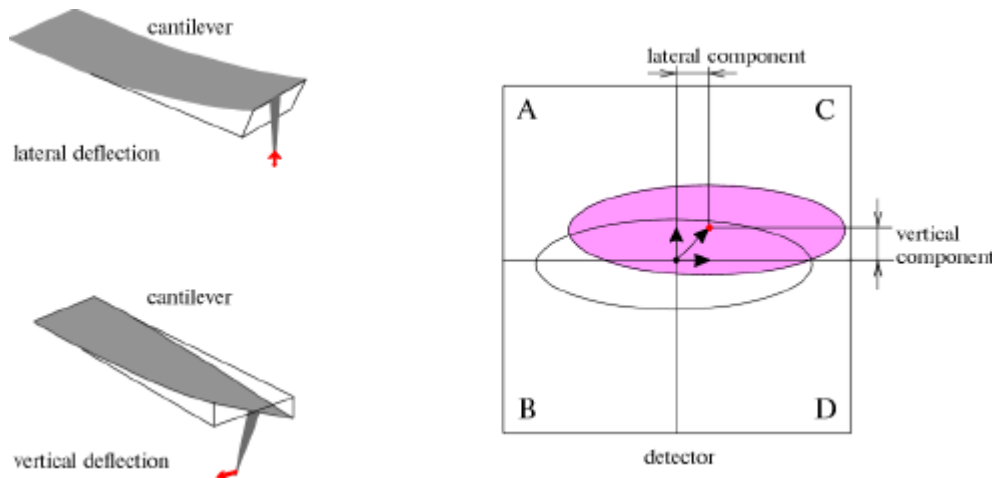 cantilever
lateral deflection
cantilever
vertical deflection
lateral component
A
C
vertical
component
B
D
detector